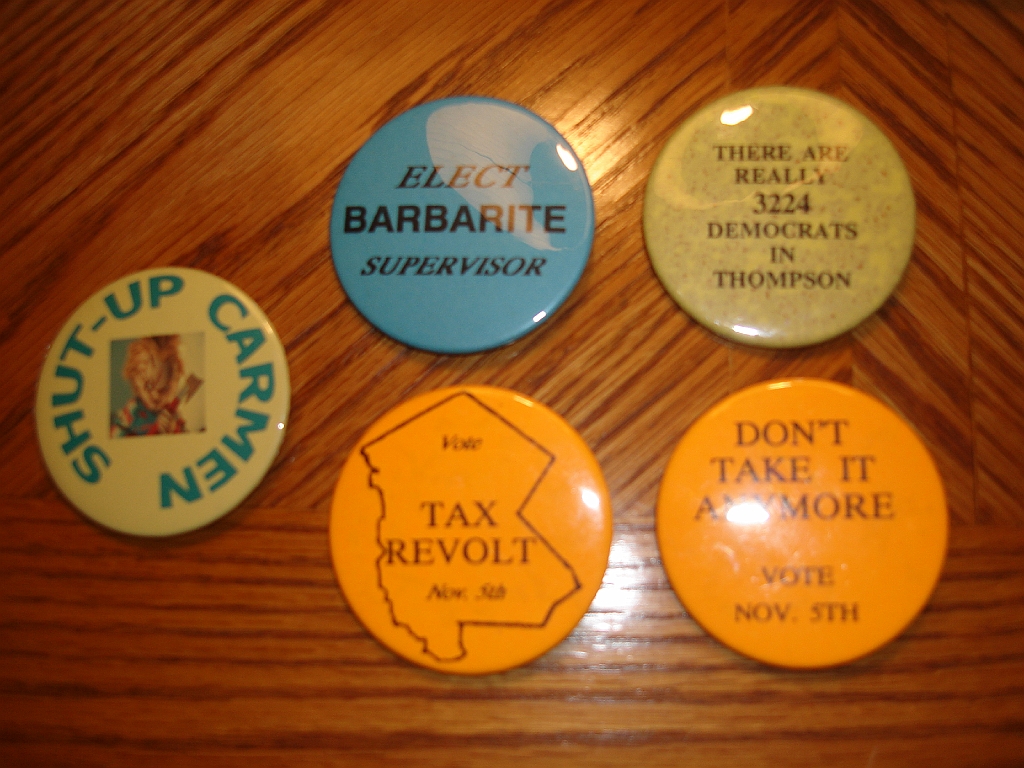 SHUT-UP CARMEN
ELECT
BARBARITE
SUPERVISOR
THERE ARE
REALLY
3224
DEMOCRATS
IN
THOMPSON
Vote
TAX
REVOLT
Nov. 5th
DON'T
TAKE IT
ANYMORE
VOTE
NOV. 5TH